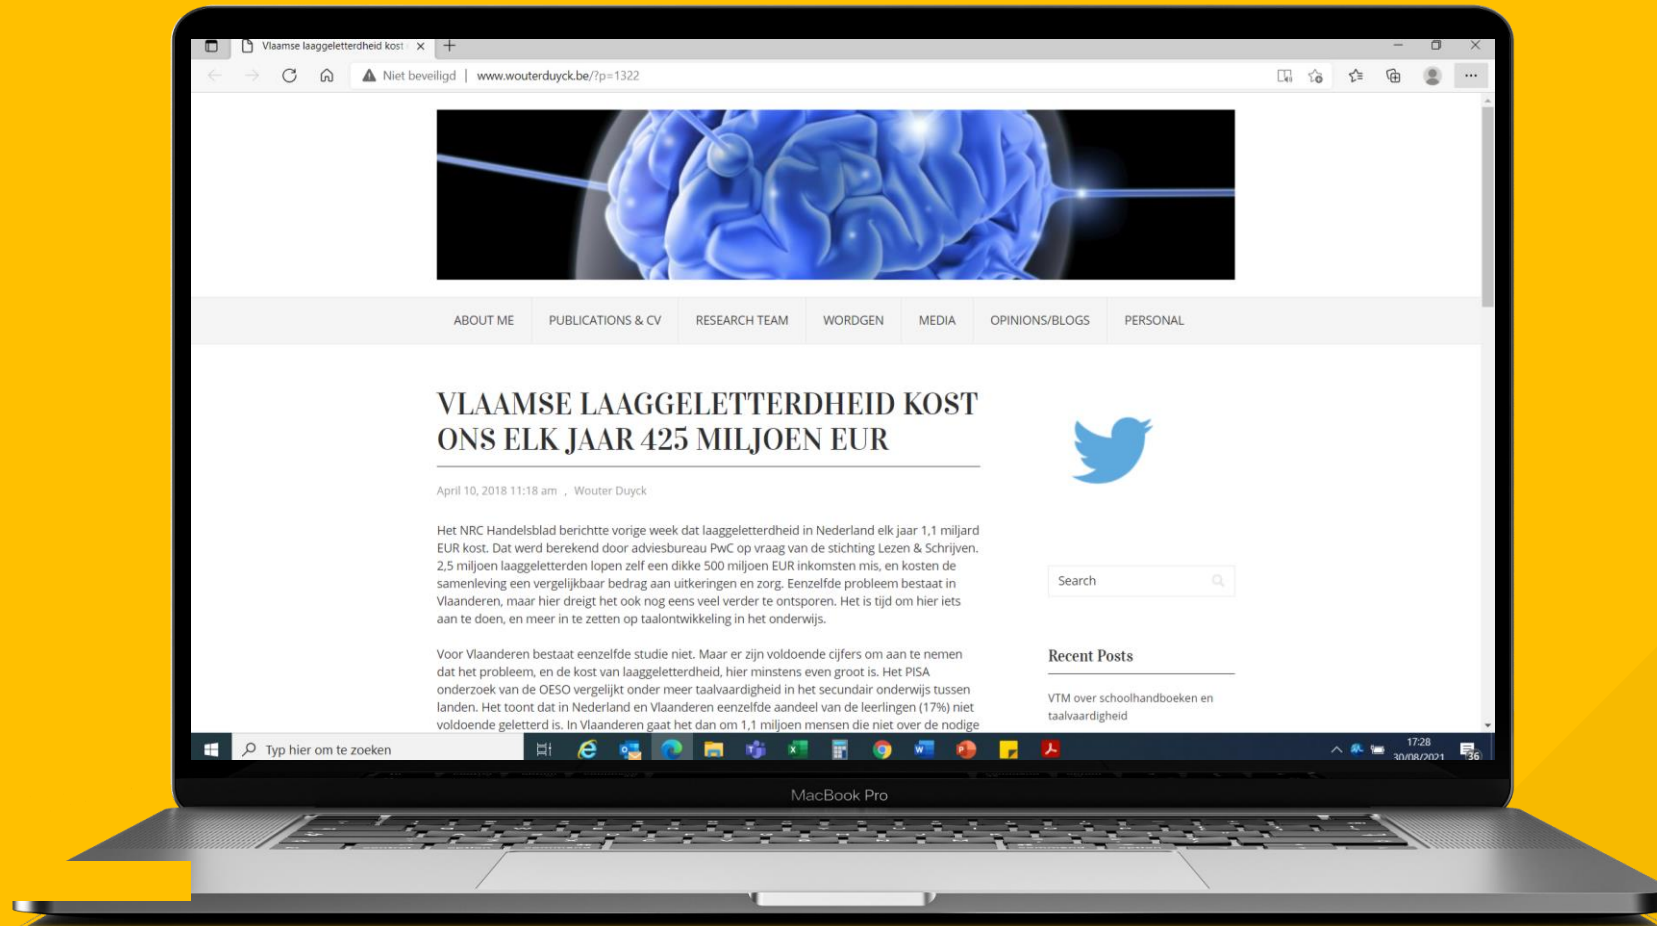 Vlaamse laaggeletterdheid kost
Niet beveiligd | www.wouterduyck.be/?p=1322
ABOUT ME PUBLICATIONS & CV RESEARCH TEAM WORDGEN MEDIA OPINIONS/BLOGS PERSONAL
VLAAMSE LAAGGELETTERDHEID KOST
ONS ELK JAAR 425 MILJOEN EUR
April 10, 2018 11:18 am , Wouter Duyck
Het NRC Handelsblad berichtte vorige week dat laaggeletterdheid in Nederland elk jaar 1,1 miljard
EUR kost. Dat werd berekend door adviesbureau PwC op vraag van de stichting Lezen & Schrijven.
2,5 miljoen laaggeletterden lopen zelf een dikke 500 miljoen EUR inkomsten mis, en kosten de
samenleving een vergelijkbaar bedrag aan uitkeringen en zorg. Eenzelfde probleem bestaat in
Vlaanderen, maar hier dreigt het ook nog eens veel verder te ontsporen. Het is tijd om hier iets
aan te doen, en meer in te zetten op taalontwikkeling in het onderwijs.
Voor Vlaanderen bestaat eenzelfde studie niet. Maar er zijn voldoende cijfers om aan te nemen
dat het probleem, en de kost van laaggeletterdheid, hier minstens even groot is. Het PISA
onderzoek van de OESO vergelijkt onder meer taalvaardigheid in het secundair onderwijs tussen
landen. Het toont dat in Nederland en Vlaanderen eenzelfde aandeel van de leerlingen (17%) niet
voldoende geletterd is. In Vlaanderen gaat het dan om 1,1 miljoen mensen die niet over de nodige
Search
Recent Posts
VTM over schoolhandboeken en
taalvaardigheid
Typ hier om te zoeken
17:28
30/08/2021
36
MacBook Pro